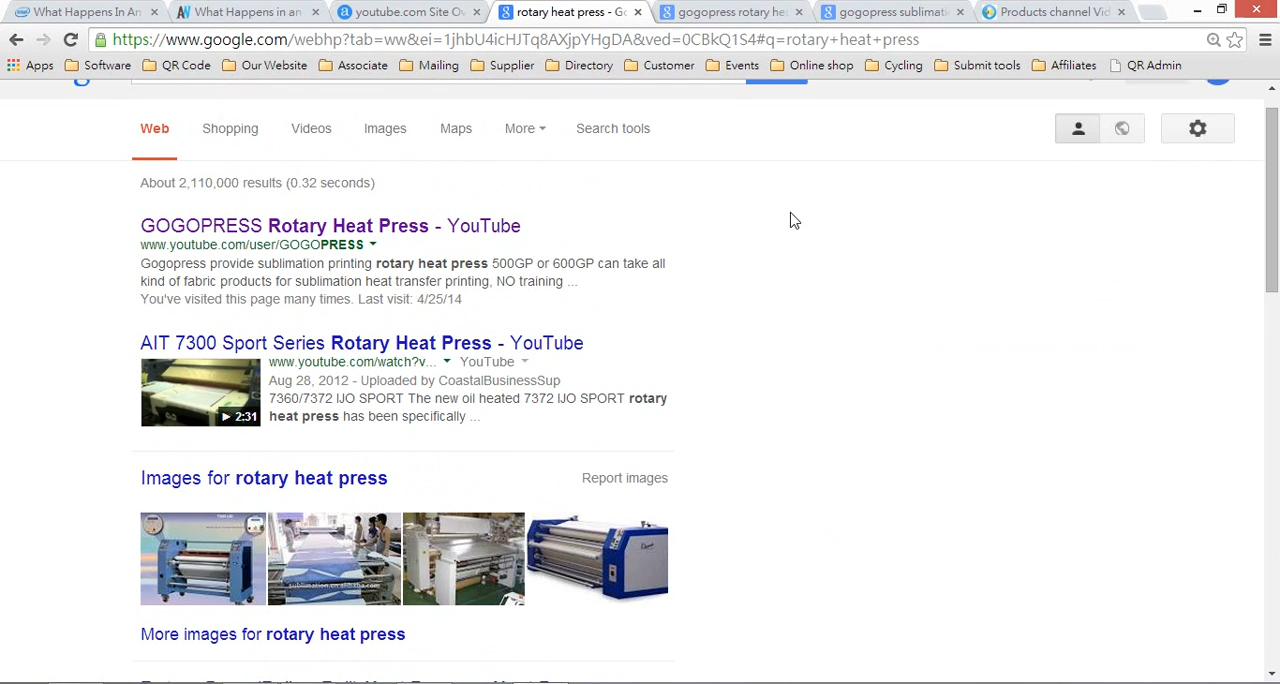 What Happens In An
What Happens in an
youtube.com Site Ov
rotary heat press - Go
gogopress rotary he
gogopress sublimati
Products channel Vid
https://www.google.com/webhp?tab=ww&ei=1jhbU4icHJTq8AXjpYHgDA&ved=0CBkQ1S4#q=rotary+heat+press
Apps Software QR Code Our Website Associate Mailing Supplier Directory Customer Events Online shop Cycling Submit tools Affiliates QR Admin
Web Shopping Videos Images Maps More Search tools
About 2,110,000 results (0.32 seconds)
GOGOPRESS Rotary Heat Press - YouTube
www.youtube.com/user/GOGOPRESS
Gogopress provide sublimation printing rotary heat press 500GP or 600GP can take all
kind of fabric products for sublimation heat transfer printing, NO training ...
You've visited this page many times. Last visit: 4/25/14
AIT 7300 Sport Series Rotary Heat Press - YouTube
www.youtube.com/watch?v... YouTube
Aug 28, 2012 - Uploaded by CoastalBusinessSup
7360/7372 IJO SPORT The new oil heated 7372 IJO SPORT rotary
heat press has been specifically ...
2:31
Images for rotary heat press
Report images
sublimation.en.alibaba.com
More images for rotary heat press